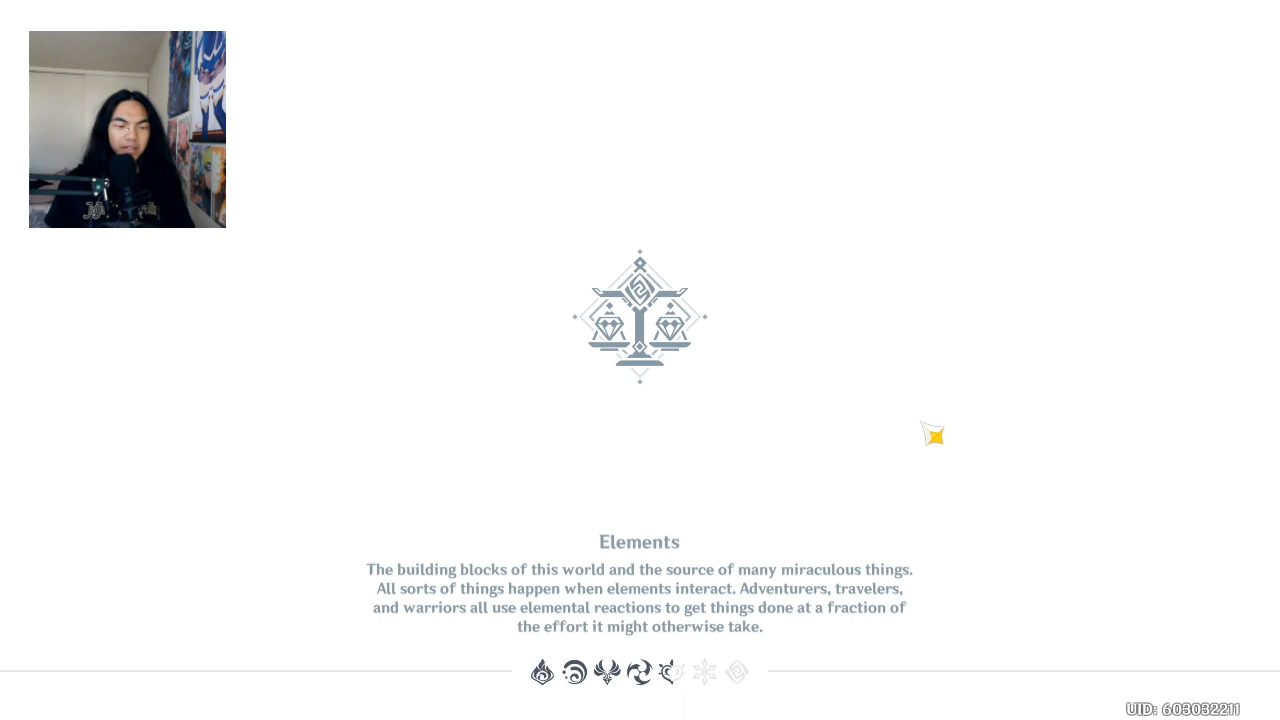 Elements
The building blocks of this world and the source of many miraculous things.
All sorts of things happen when elements interact. Adventurers, travelers,
and warriors all use elemental reactions to get things done at a fraction of
the effort it might otherwise take.
UID: 603032211